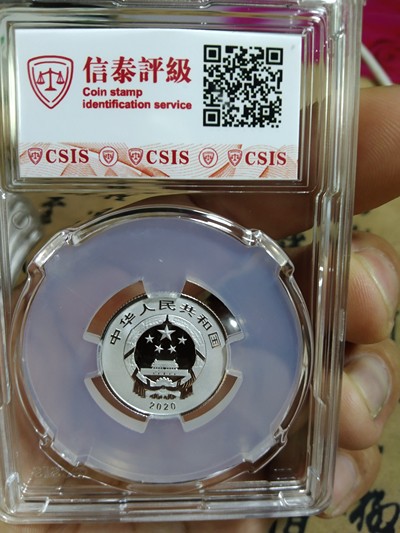 信泰評級
Coin stamp
identification service
CSIS CSIS CSIS
中华人民共和国
2020